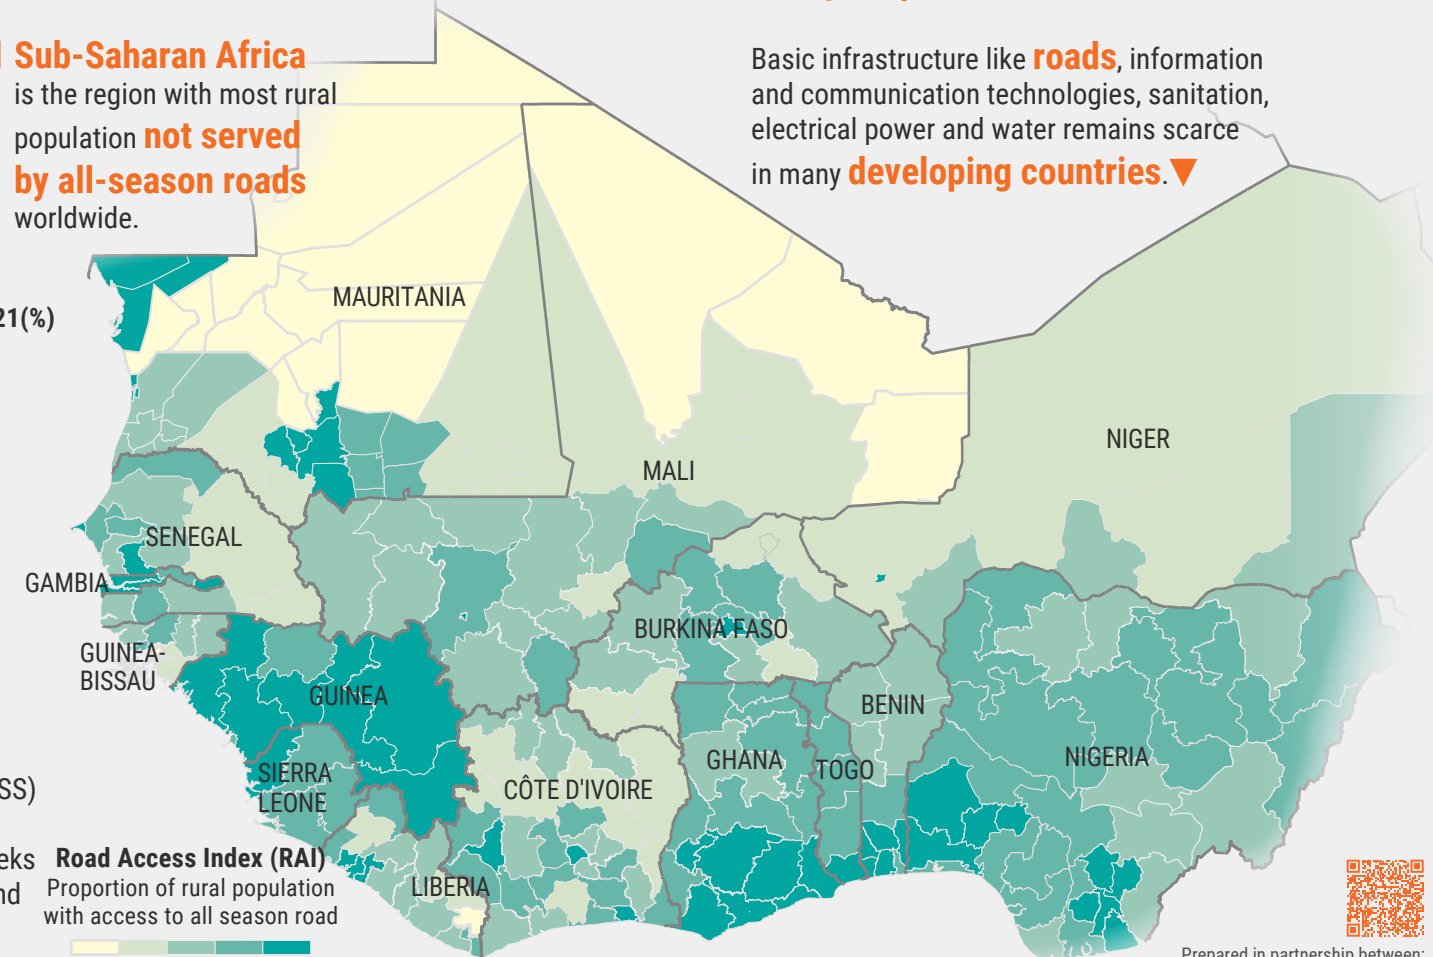 Sub-Saharan Africa
is the region with most rural
population not served
by all-season roads
worldwide.
Basic infrastructure like roads, information
and communication technologies, sanitation,
electrical power and water remains scarce
in many developing countries.
21(%)
MAURITANIA
MALI
NIGER
SENEGAL
GAMBIA
GUINEA-
BISSAU
BURKINA FASO
GUINEA
BENIN
SIERRA
LEONE
CÔTE D'IVOIRE
GHANA
TOGO
NIGERIA
LIBERIA
SS)
eeks
nd
Road Access Index (RAI)
Proportion of rural population
with access to all season road
Prepared in partnership between: